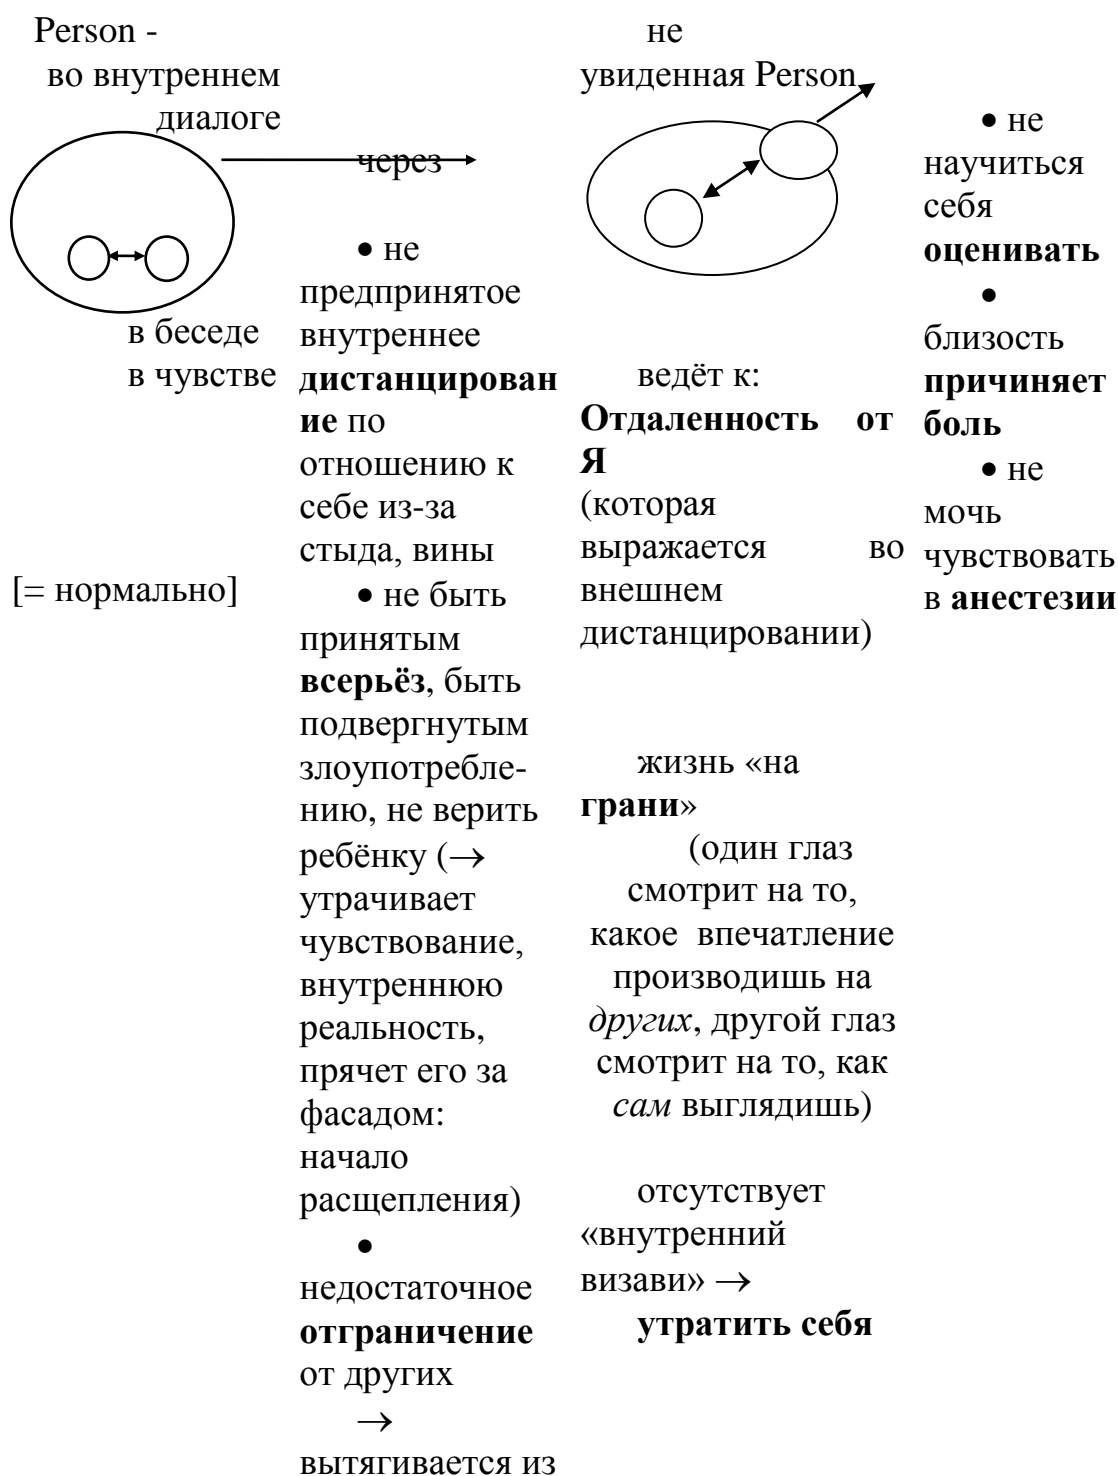 Person -
во внутреннем
диалоге
в беседе
в чувстве
[= нормально]
через
• не
предпринятое
внутреннее
дистанцирован
ие по
отношению к
себе из-за
стыда, вины
• не быть
принятым
всерьёз, быть
подвергнутым
злоупотребле-
нию, не верить
ребёнку (→
утрачивает
чувствование,
внутреннюю
реальность,
прячет его за
фасадом:
начало
расщепления)
•
недостаточное
отграничение
от других
→
вытягивается из
не
увиденная Person
ведёт к:
Отдаленность от
Я
(которая
выражается во
внешнем
дистанцировании)
жизнь «на
грани»
(один глаз
смотрит на то,
какое впечатление
производишь на
других, другой глаз
смотрит на то, как
сам выглядишь)
отсутствует
«внутренний
визави» →
утратить себя
• не
научиться
себя
оценивать
•
близость
причиняет
боль
• не
мочь
чувствовать
в анестезии